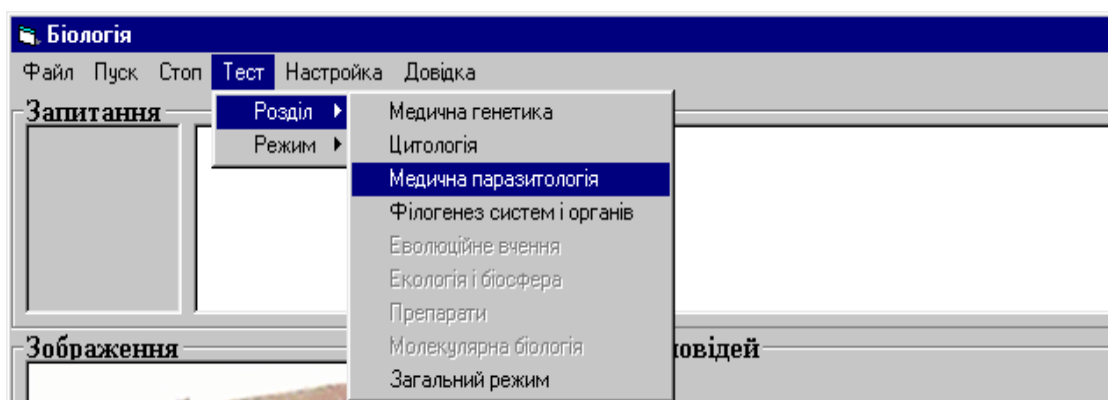 Біологія
Файл Пуск Стоп Тест Настройка Довідка
Запитання
Розділ
Режим
Медична генетика
Цитологія
Медична паразитологія
Філогенез систем і органів
Еволюційне вчення
Екологія і біосфера
Препарати
Молекулярна біологія
Загальний режим
Зображення
повідей